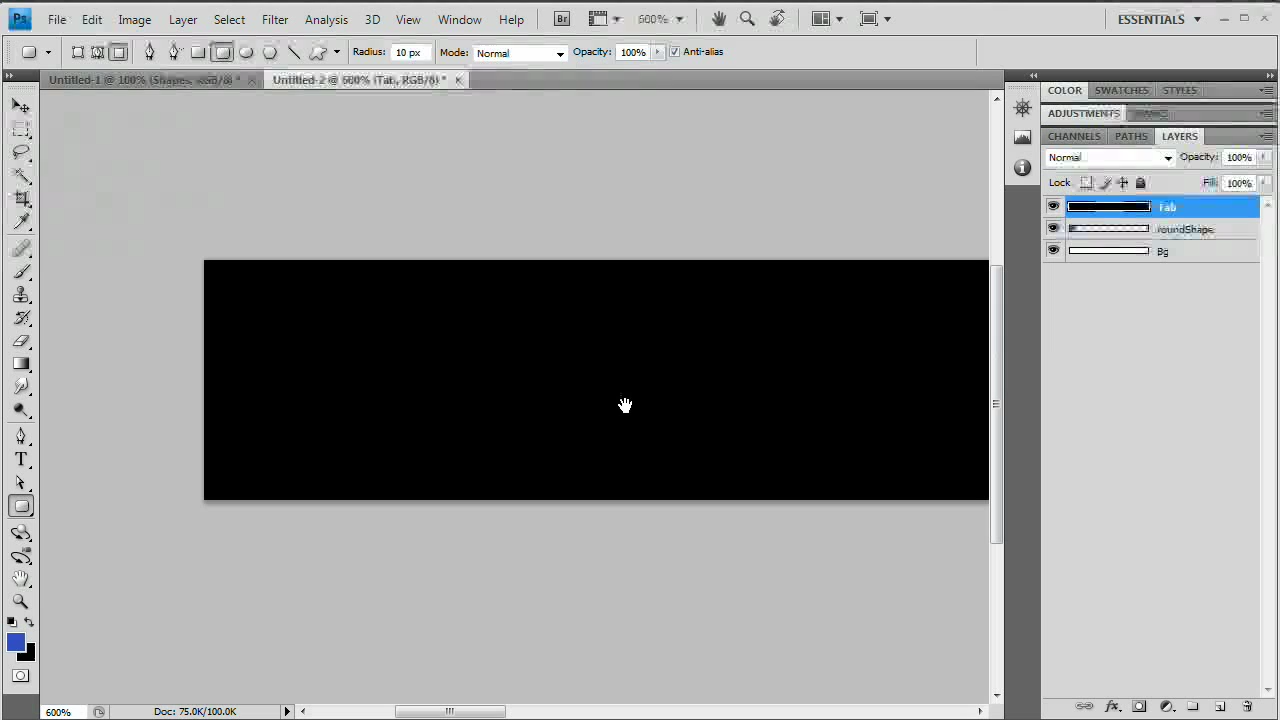 Ps File Edit Image Layer Select Filter Analysis 3D View Window Help Br 600% ESSENTIALS
Radius: 10 px Mode: Normal Opacity: 100% Anti-alias
Untitled-1 @ 100% (Shapes, RGB/8) * Untitled-2 @ 600% (Tab, RGB/8) *
COLOR SWATCHES STYLES
ADJUSTMENTS
CHANNELS PATHS LAYERS
Normal Opacity: 100%
Lock Fill: 100%
Tab
roundShape
Bg
T
600% Doc: 75.0K/100.0K
fx